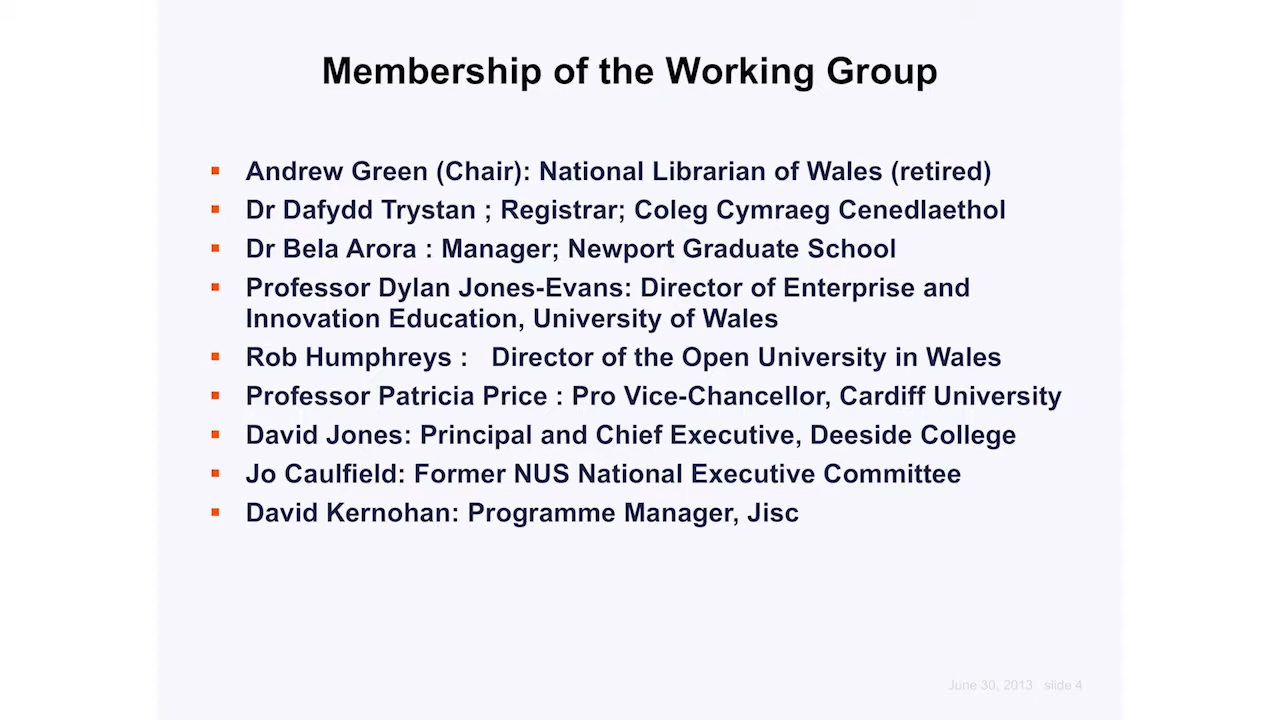 Membership of the Working Group
▪ Andrew Green (Chair): National Librarian of Wales (retired)
▪ Dr Dafydd Trystan ; Registrar; Coleg Cymraeg Cenedlaethol
▪ Dr Bela Arora : Manager; Newport Graduate School
▪ Professor Dylan Jones-Evans: Director of Enterprise and
Innovation Education, University of Wales
▪ Rob Humphreys : Director of the Open University in Wales
▪ Professor Patricia Price : Pro Vice-Chancellor, Cardiff University
▪ David Jones: Principal and Chief Executive, Deeside College
▪ Jo Caulfield: Former NUS National Executive Committee
▪ David Kernohan: Programme Manager, Jisc
June 30, 2013 slide 4